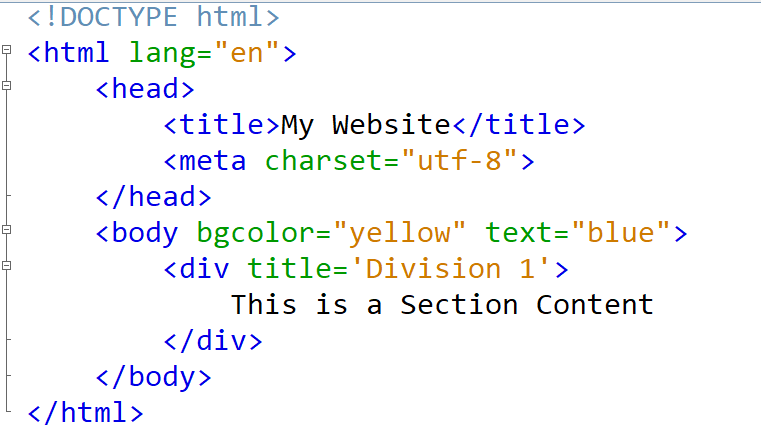 <!DOCTYPE html>
<html lang="en">
    <head>
        <title>My Website</title>
        <meta charset="utf-8">
    </head>
    <body bgcolor="yellow" text="blue">
        <div title='Division 1'>
            This is a Section Content
        </div>
    </body>
</html>